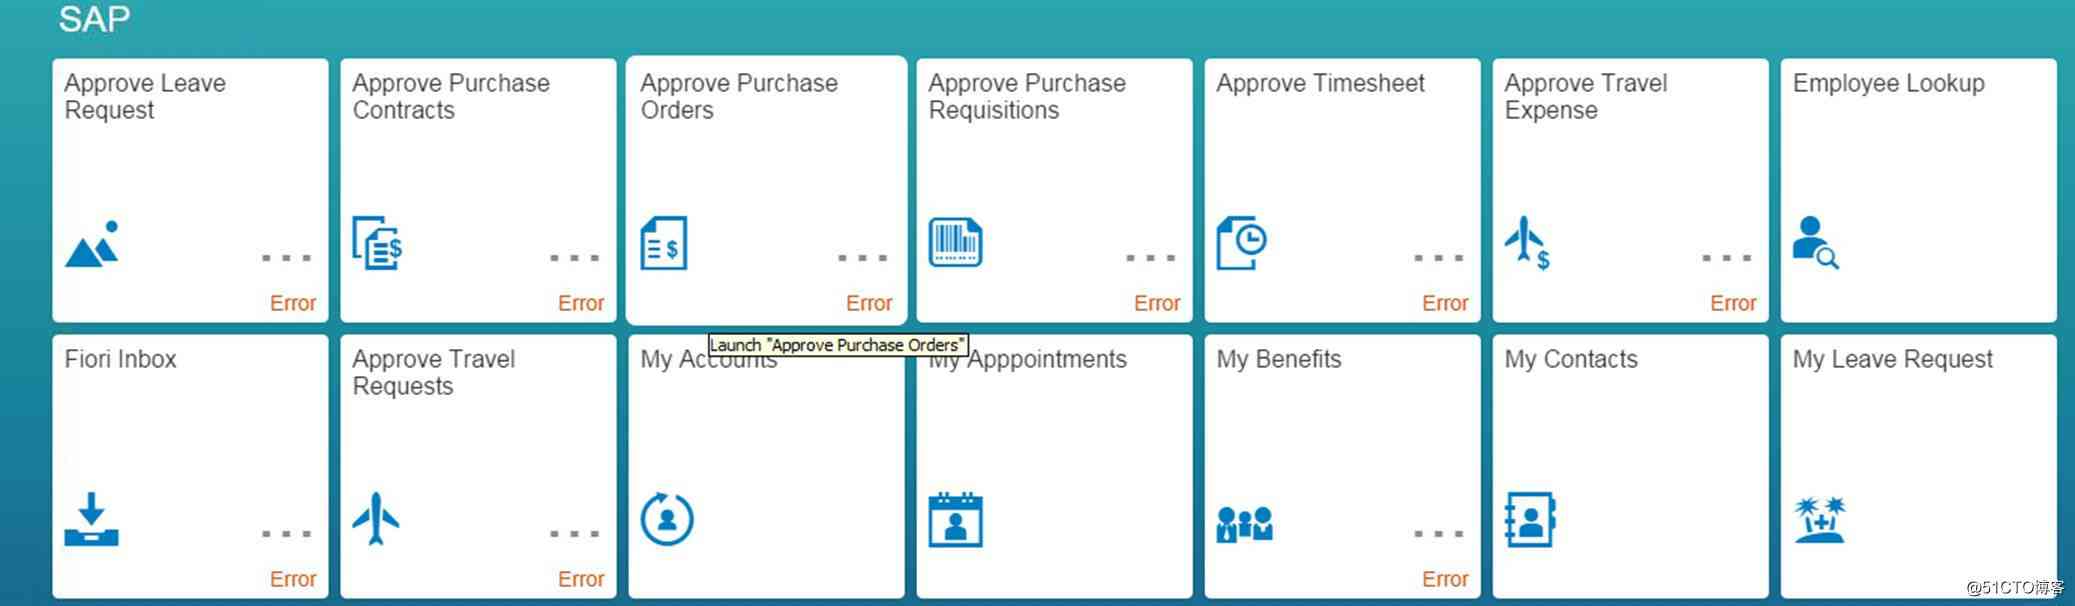 SAP
Approve Leave
Request
Error
Approve Purchase
Contracts
Error
Approve Purchase
Orders
Error
Approve Purchase
Requisitions
Error
Approve Timesheet
Error
Approve Travel
Expense
Error
Employee Lookup
Launch "Approve Purchase Orders"
Fiori Inbox
Error
Approve Travel
Requests
Error
My Accounts
My Apppointments
My Benefits
Error
My Contacts
My Leave Request
@51CTO博客